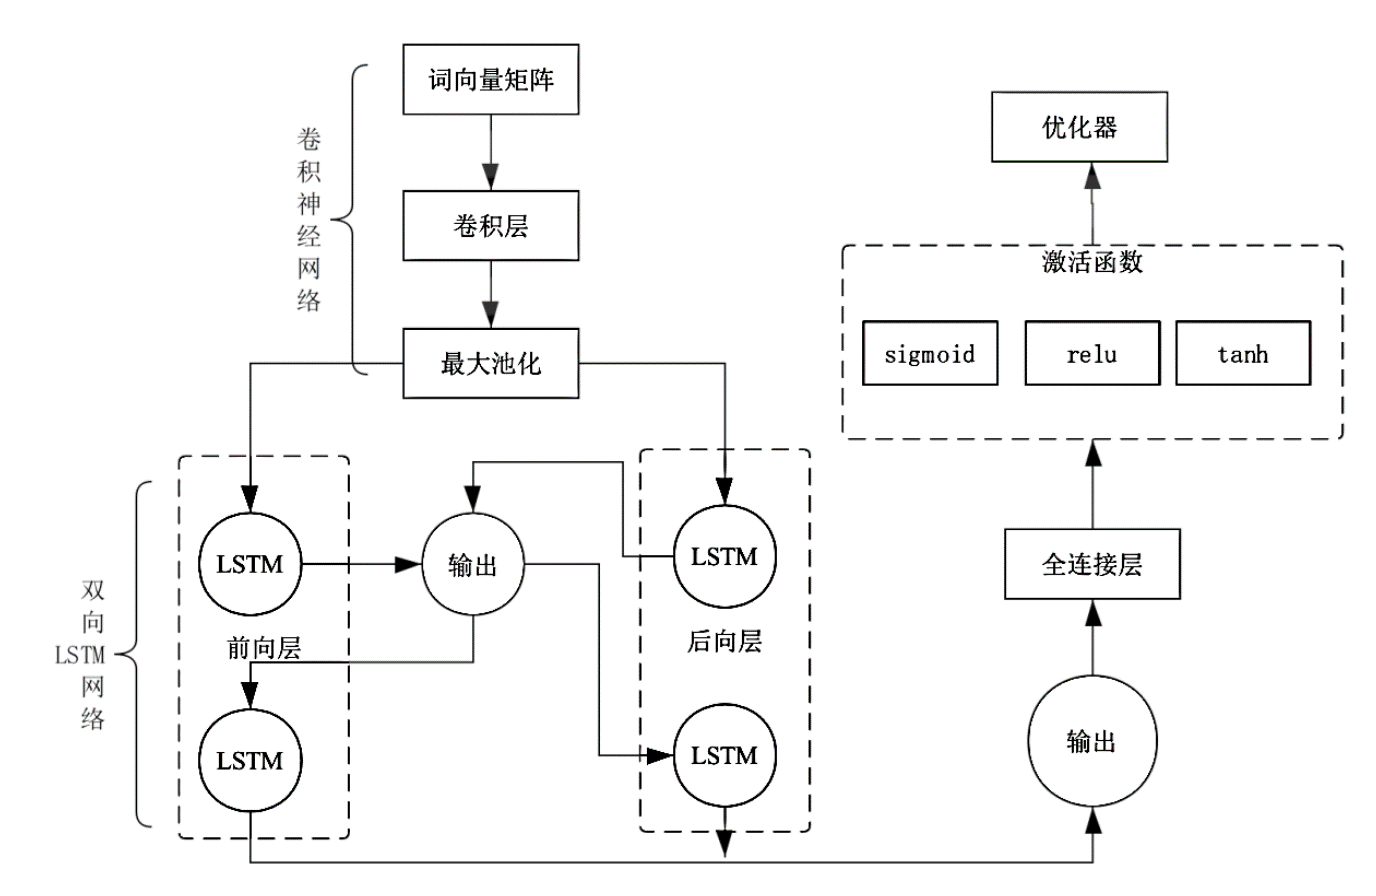 词向量矩阵
卷积神经网络
卷积层
最大池化
LSTM
输出
LSTM
前向层
后向层
双向LSTM网络
LSTM
LSTM
优化器
激活函数
sigmoid
relu
tanh
全连接层
输出